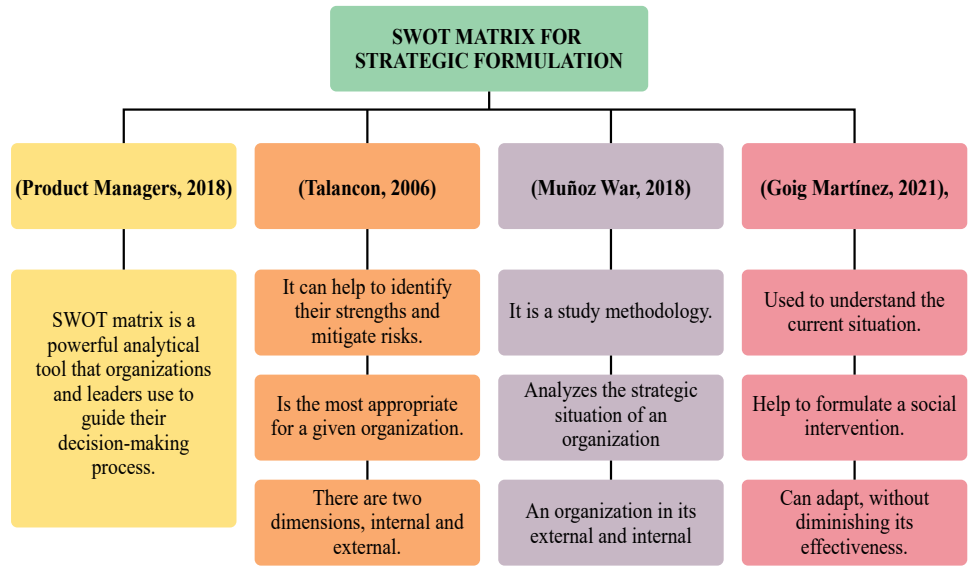 SWOT MATRIX FOR
STRATEGIC FORMULATION
(Product Managers, 2018)
(Talancon, 2006)
(Muñoz War, 2018)
(Goig Martínez, 2021),
SWOT matrix is a
powerful analytical
tool that organizations
and leaders use to
guide their
decision-making
process.
It can help to identify
their strengths and
mitigate risks.
Is the most appropriate
for a given organization.
There are two
dimensions, internal and
external.
It is a study methodology.
Analyzes the strategic
situation of an
organization
An organization in its
external and internal
Used to understand the
current situation.
Help to formulate a social
intervention.
Can adapt, without
diminishing its
effectiveness.